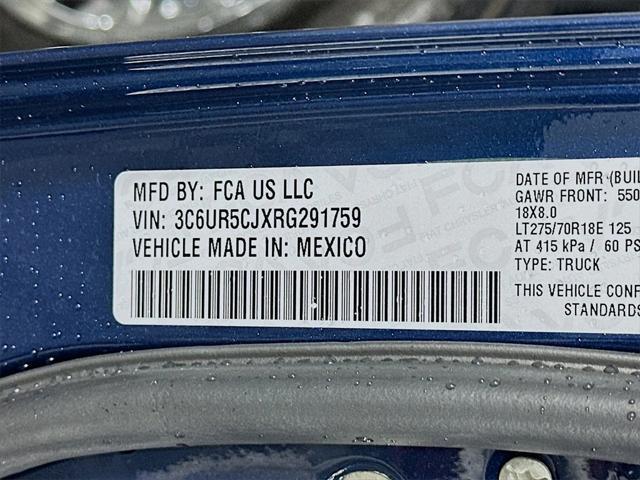 MFD BY: FCA US LLC
VIN: 3C6UR5CJXRG291759
VEHICLE MADE IN: MEXICO
DATE OF MFR (BUIL
GAWR FRONT: 550
18X8.0
LT275/70R18E 125
AT 415 kPa / 60 PS
TYPE: TRUCK
THIS VEHICLE CONF
STANDARDS